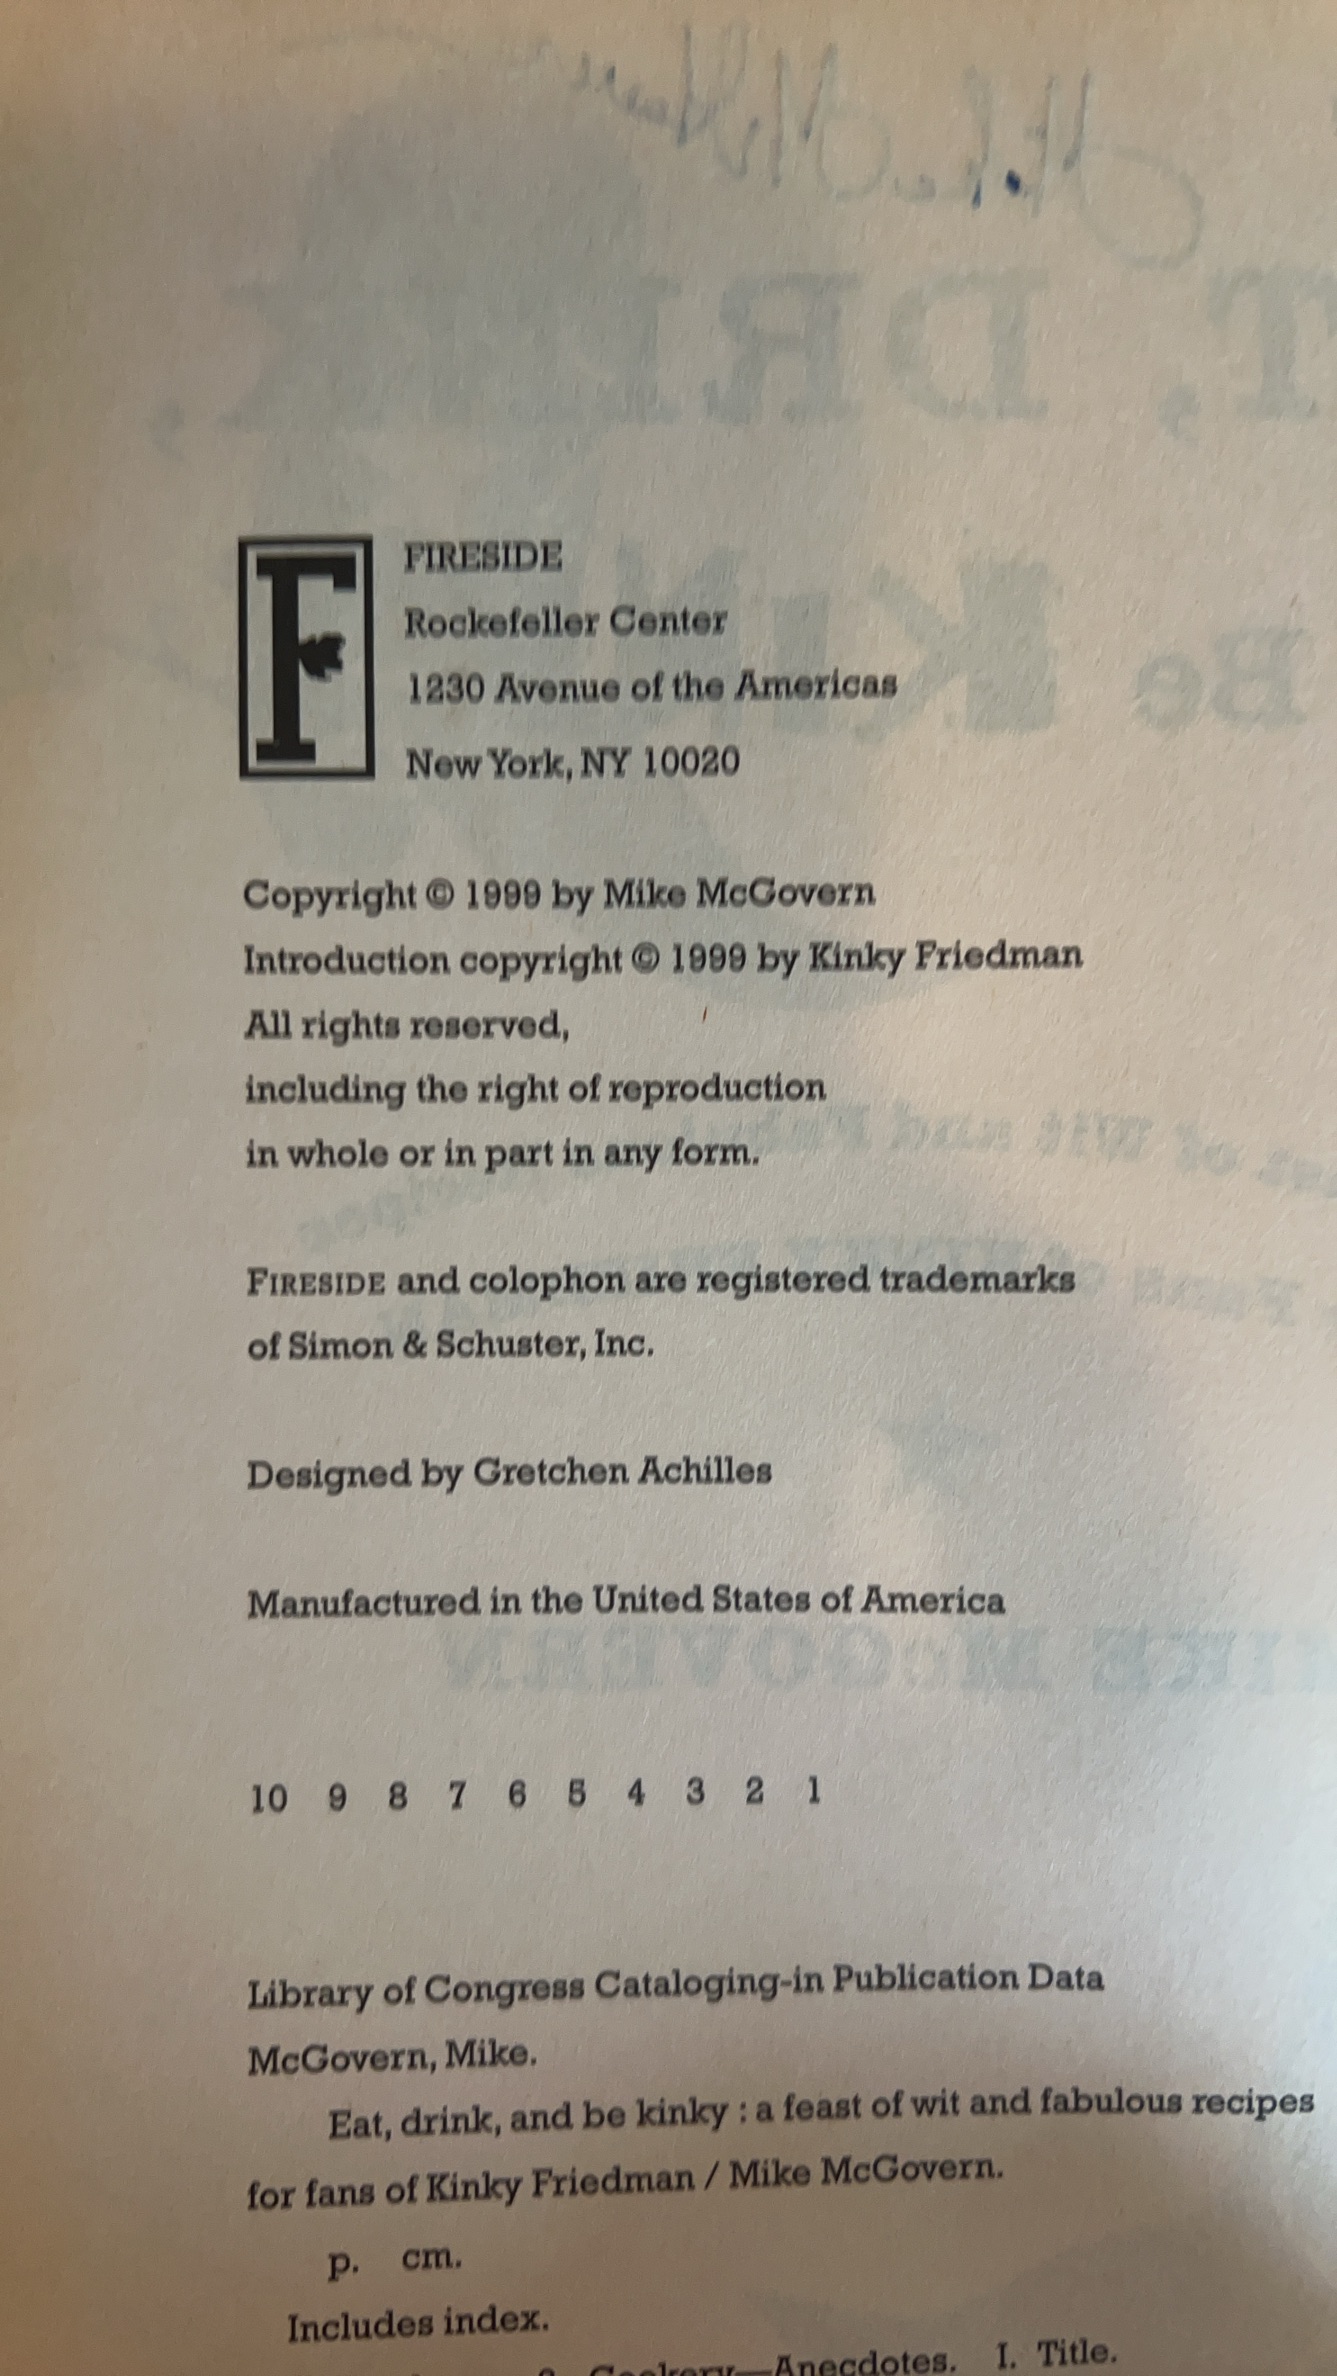 F
FIRESIDE
Rockefeller Center
1230 Avenue of the Americas
New York, NY 10020
Copyright © 1999 by Mike McGovern
Introduction copyright © 1999 by Kinky Friedman
All rights reserved,
including the right of reproduction
in whole or in part in any form.
FIRESIDE and colophon are registered trademarks
of Simon & Schuster, Inc.
Designed by Gretchen Achilles
Manufactured in the United States of America
10 9 8 7 6 5 4 3 2 1
Library of Congress Cataloging-in Publication Data
McGovern, Mike.
Eat, drink, and be kinky : a feast of wit and fabulous recipes
for fans of Kinky Friedman / Mike McGovern.
p. cm.
Includes index.
Cookery—Anecdotes. I. Title.